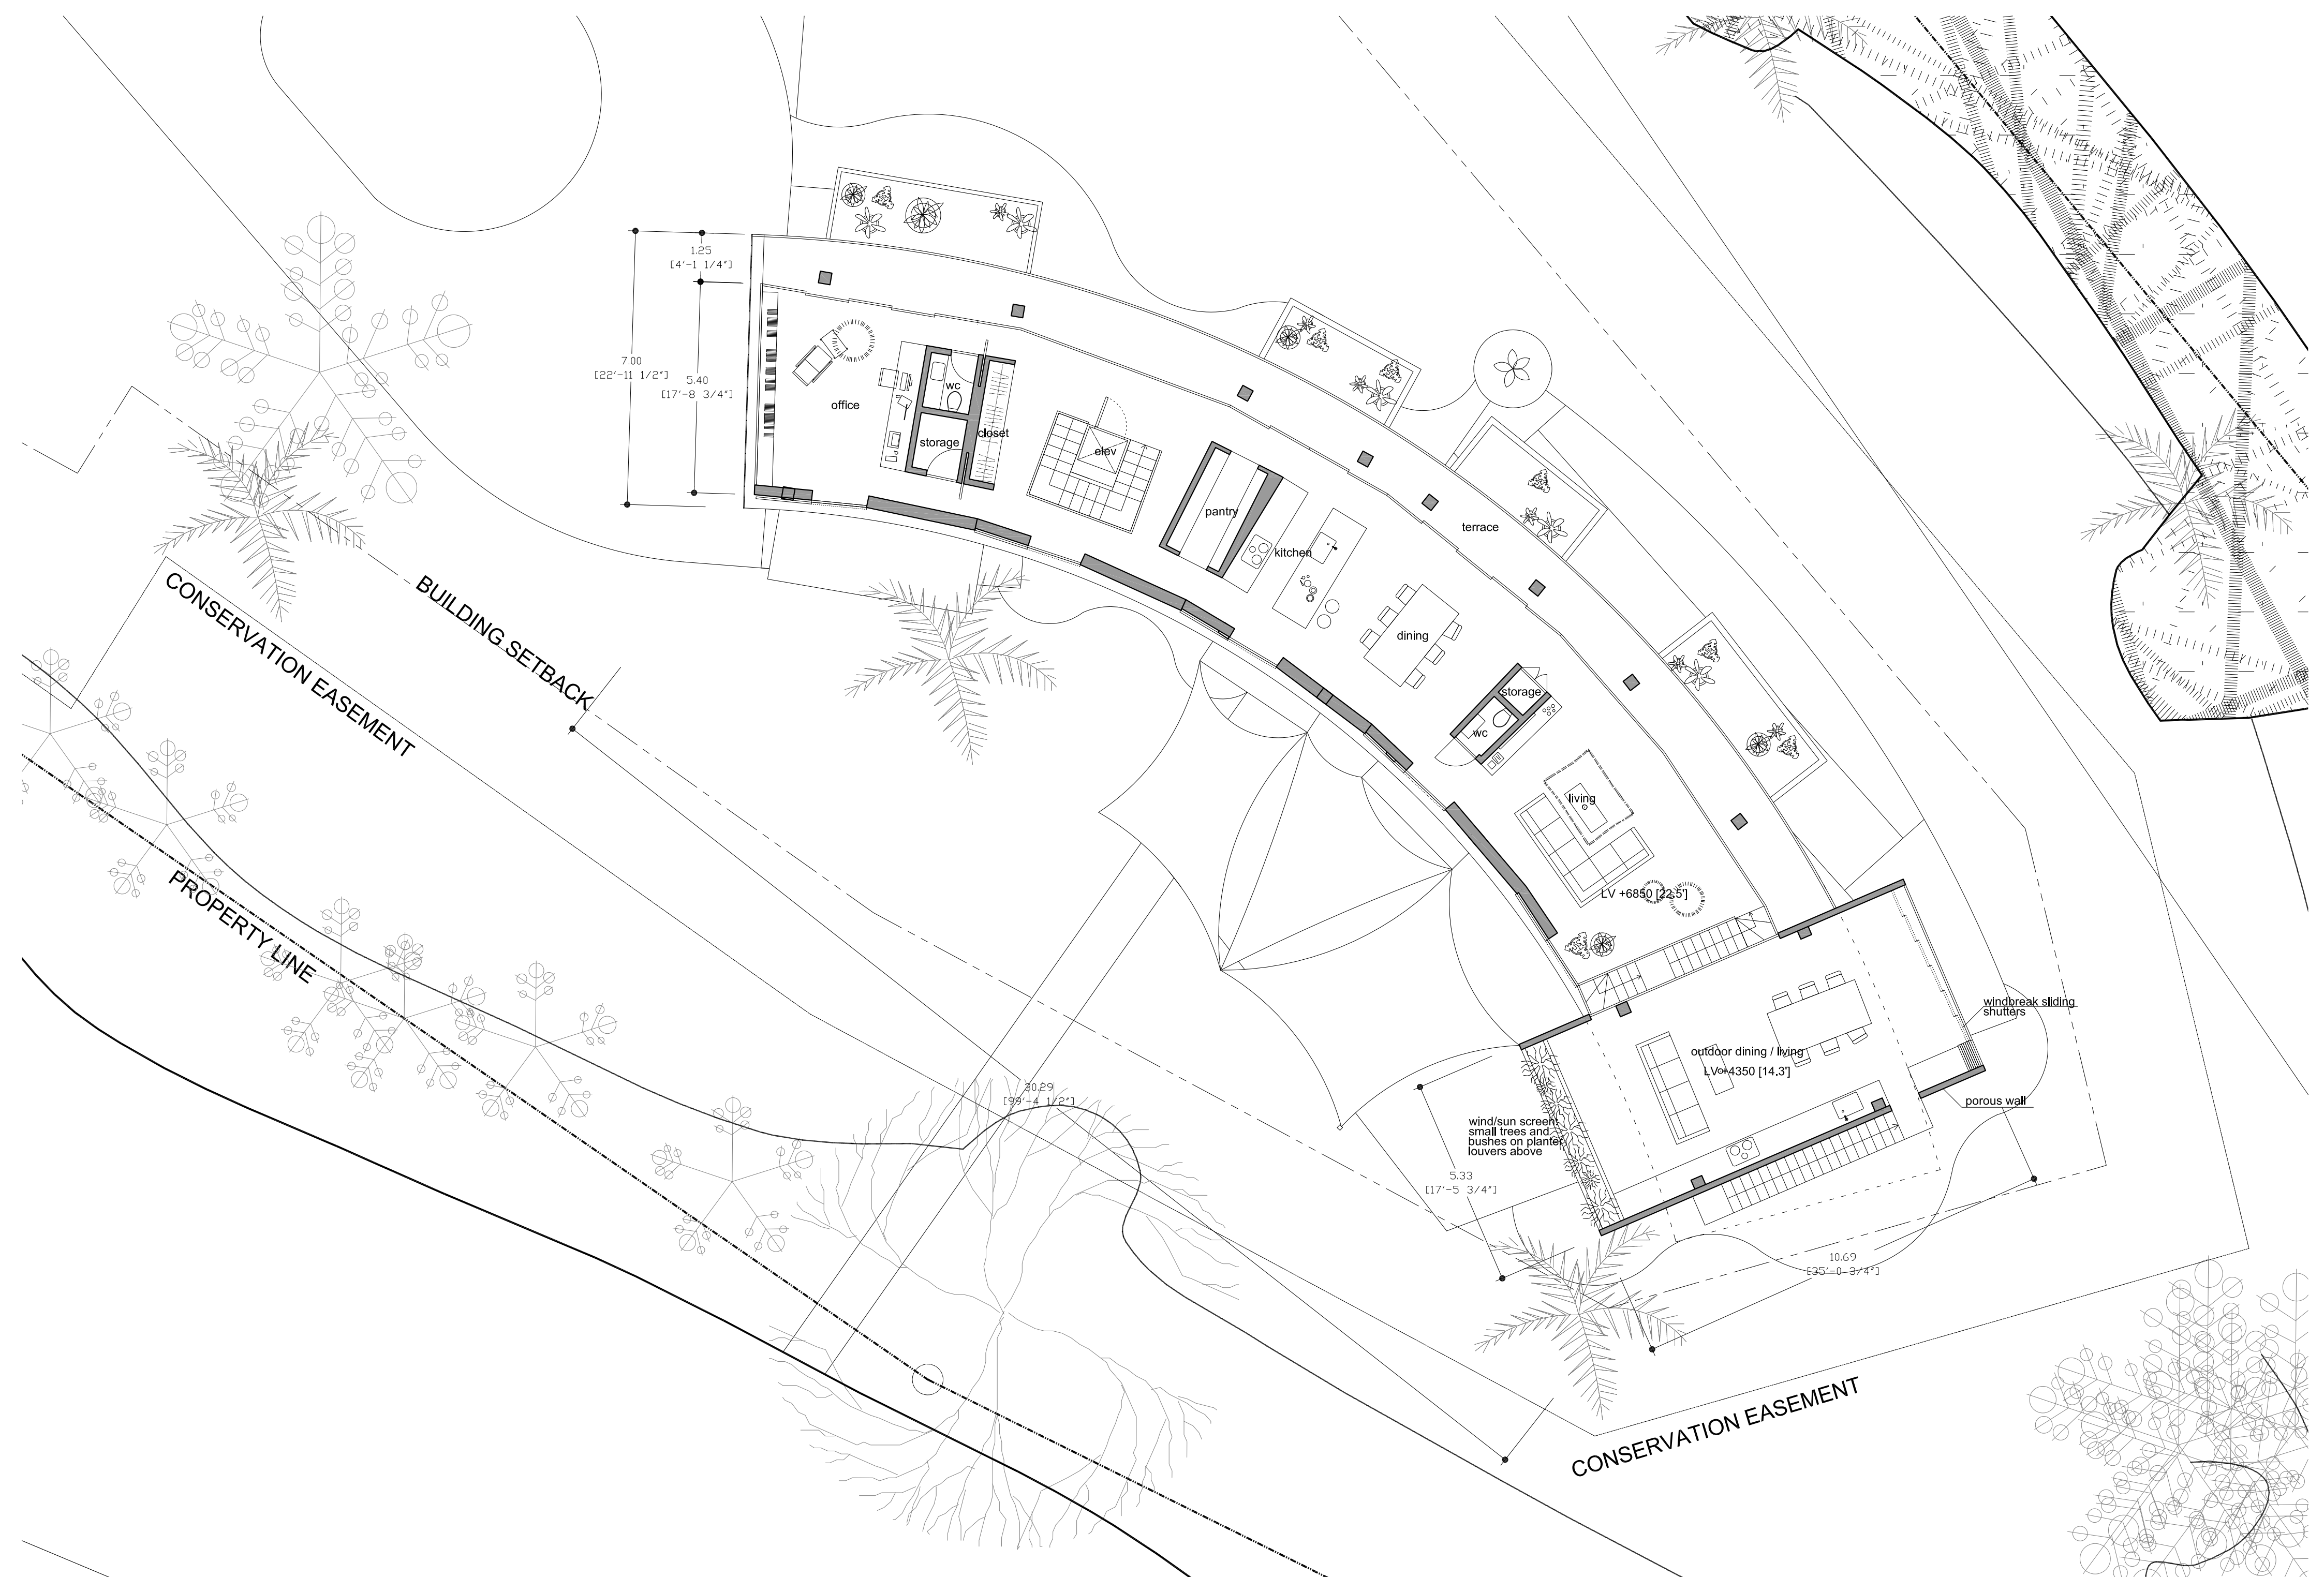 1.25
[4'-1 1/4"]
7.00
[22'-11 1/2"]
5.40
[17'-8 3/4"]
office
wc
storage
closet
elev
pantry
kitchen
terrace
dining
storage
wc
living
LV +6850 [22.5']
BUILDING SETBACK
CONSERVATION EASEMENT
PROPERTY LINE
windbreak sliding
shutters
outdoor dining / living
LV +4350 [14.3']
porous wall
30.29
[99'-4 1/2"]
wind/sun screen:
small trees and
bushes on planter
louvers above
5.33
[17'-5 3/4"]
10.69
[35'-0 3/4"]
CONSERVATION EASEMENT